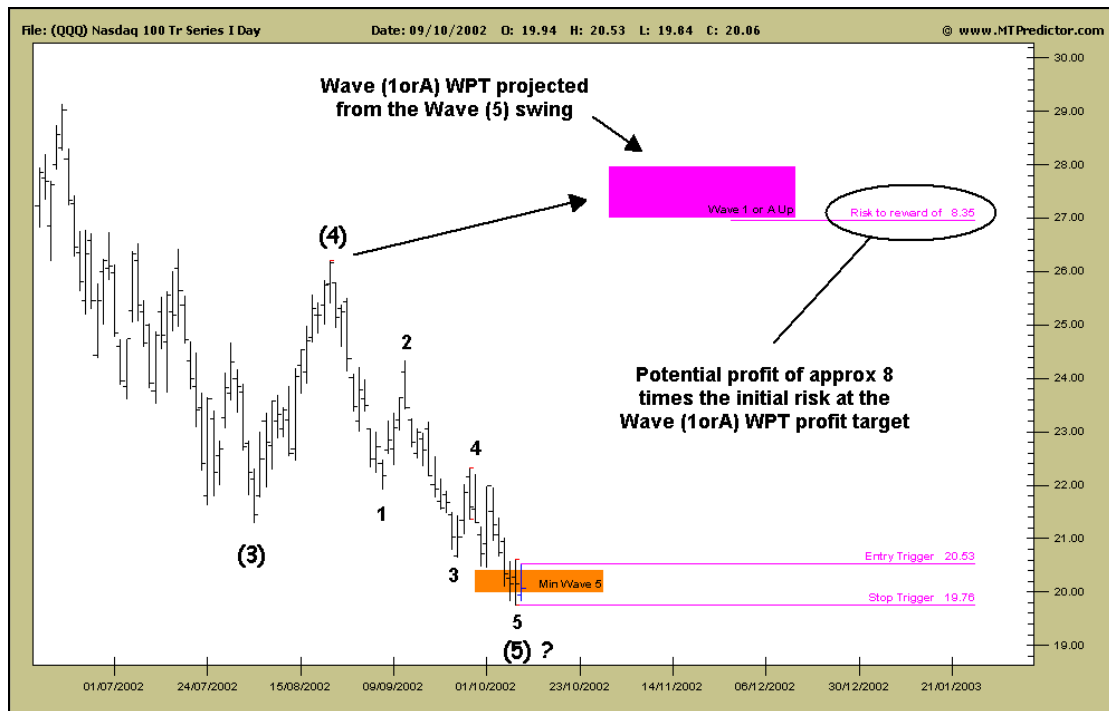 File: (QQQ) Nasdaq 100 Tr Series I Day
Date: 09/10/2002 O: 19.94 H: 20.53 L: 19.84 C: 20.06
© www.MTPredictor.com
30.00
29.00
28.00
27.00
26.00
25.00
24.00
23.00
22.00
21.00
20.00
19.00
Wave (1orA) WPT projected
from the Wave (5) swing
Wave 1 or A Up
Risk to reward of 8.35
(4)
2
Potential profit of approx 8
times the initial risk at the
Wave (1orA) WPT profit target
4
1
(3)
3
Entry Trigger 20.53
Min Wave 5
Stop Trigger 19.76
5
(5) ?
01/07/2002
24/07/2002
15/08/2002
09/09/2002
01/10/2002
23/10/2002
14/11/2002
06/12/2002
30/12/2002
21/01/2003